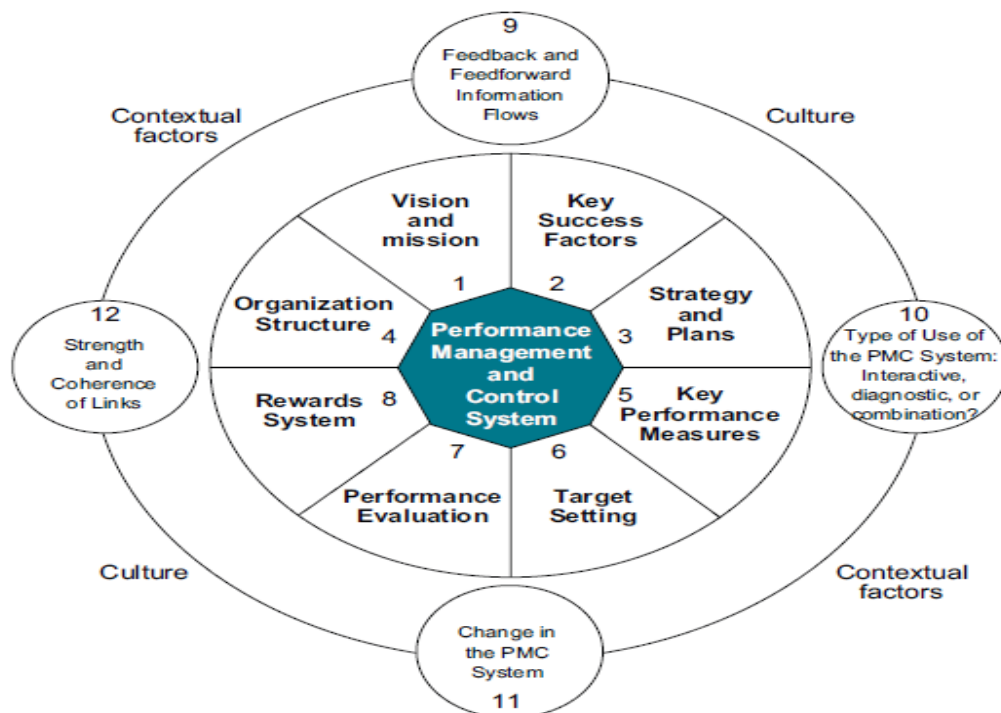 9
Feedback and
Feedforward
Information
Flows
Contextual
factors
Culture
Vision
and
mission
1
Key
Success
Factors
2
Organization
Structure
4
Strategy
and
Plans
3
12
Strength
and
Coherence
of Links
Performance
Management
and
Control
System
10
Type of Use of
the PMC System:
Interactive,
diagnostic, or
combination?
Rewards
System
8
5
Key
Performance
Measures
7
Performance
Evaluation
6
Target
Setting
Culture
Contextual
factors
Change in
the PMC
System
11